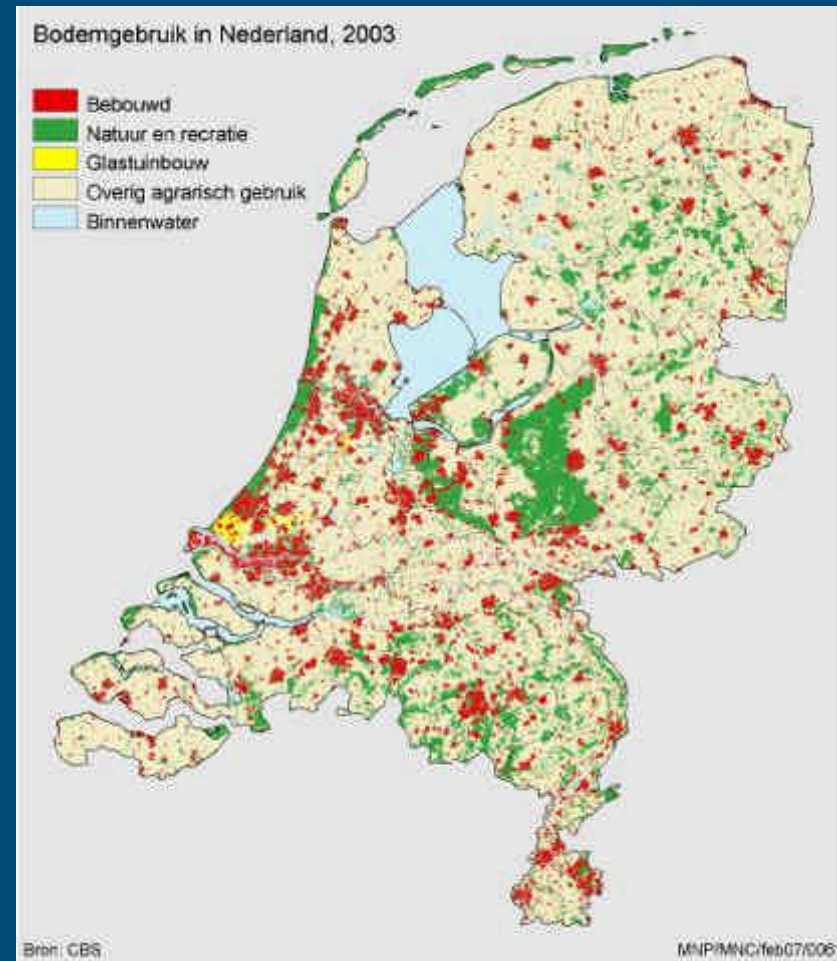 Bodemgebruik in Nederland, 2003
Bebouwd
Natuur en recratie
Glastuinbouw
Overig agrarisch gebruik
Binnenwater
Bron: CBS
MNP/MNC/feb07/006